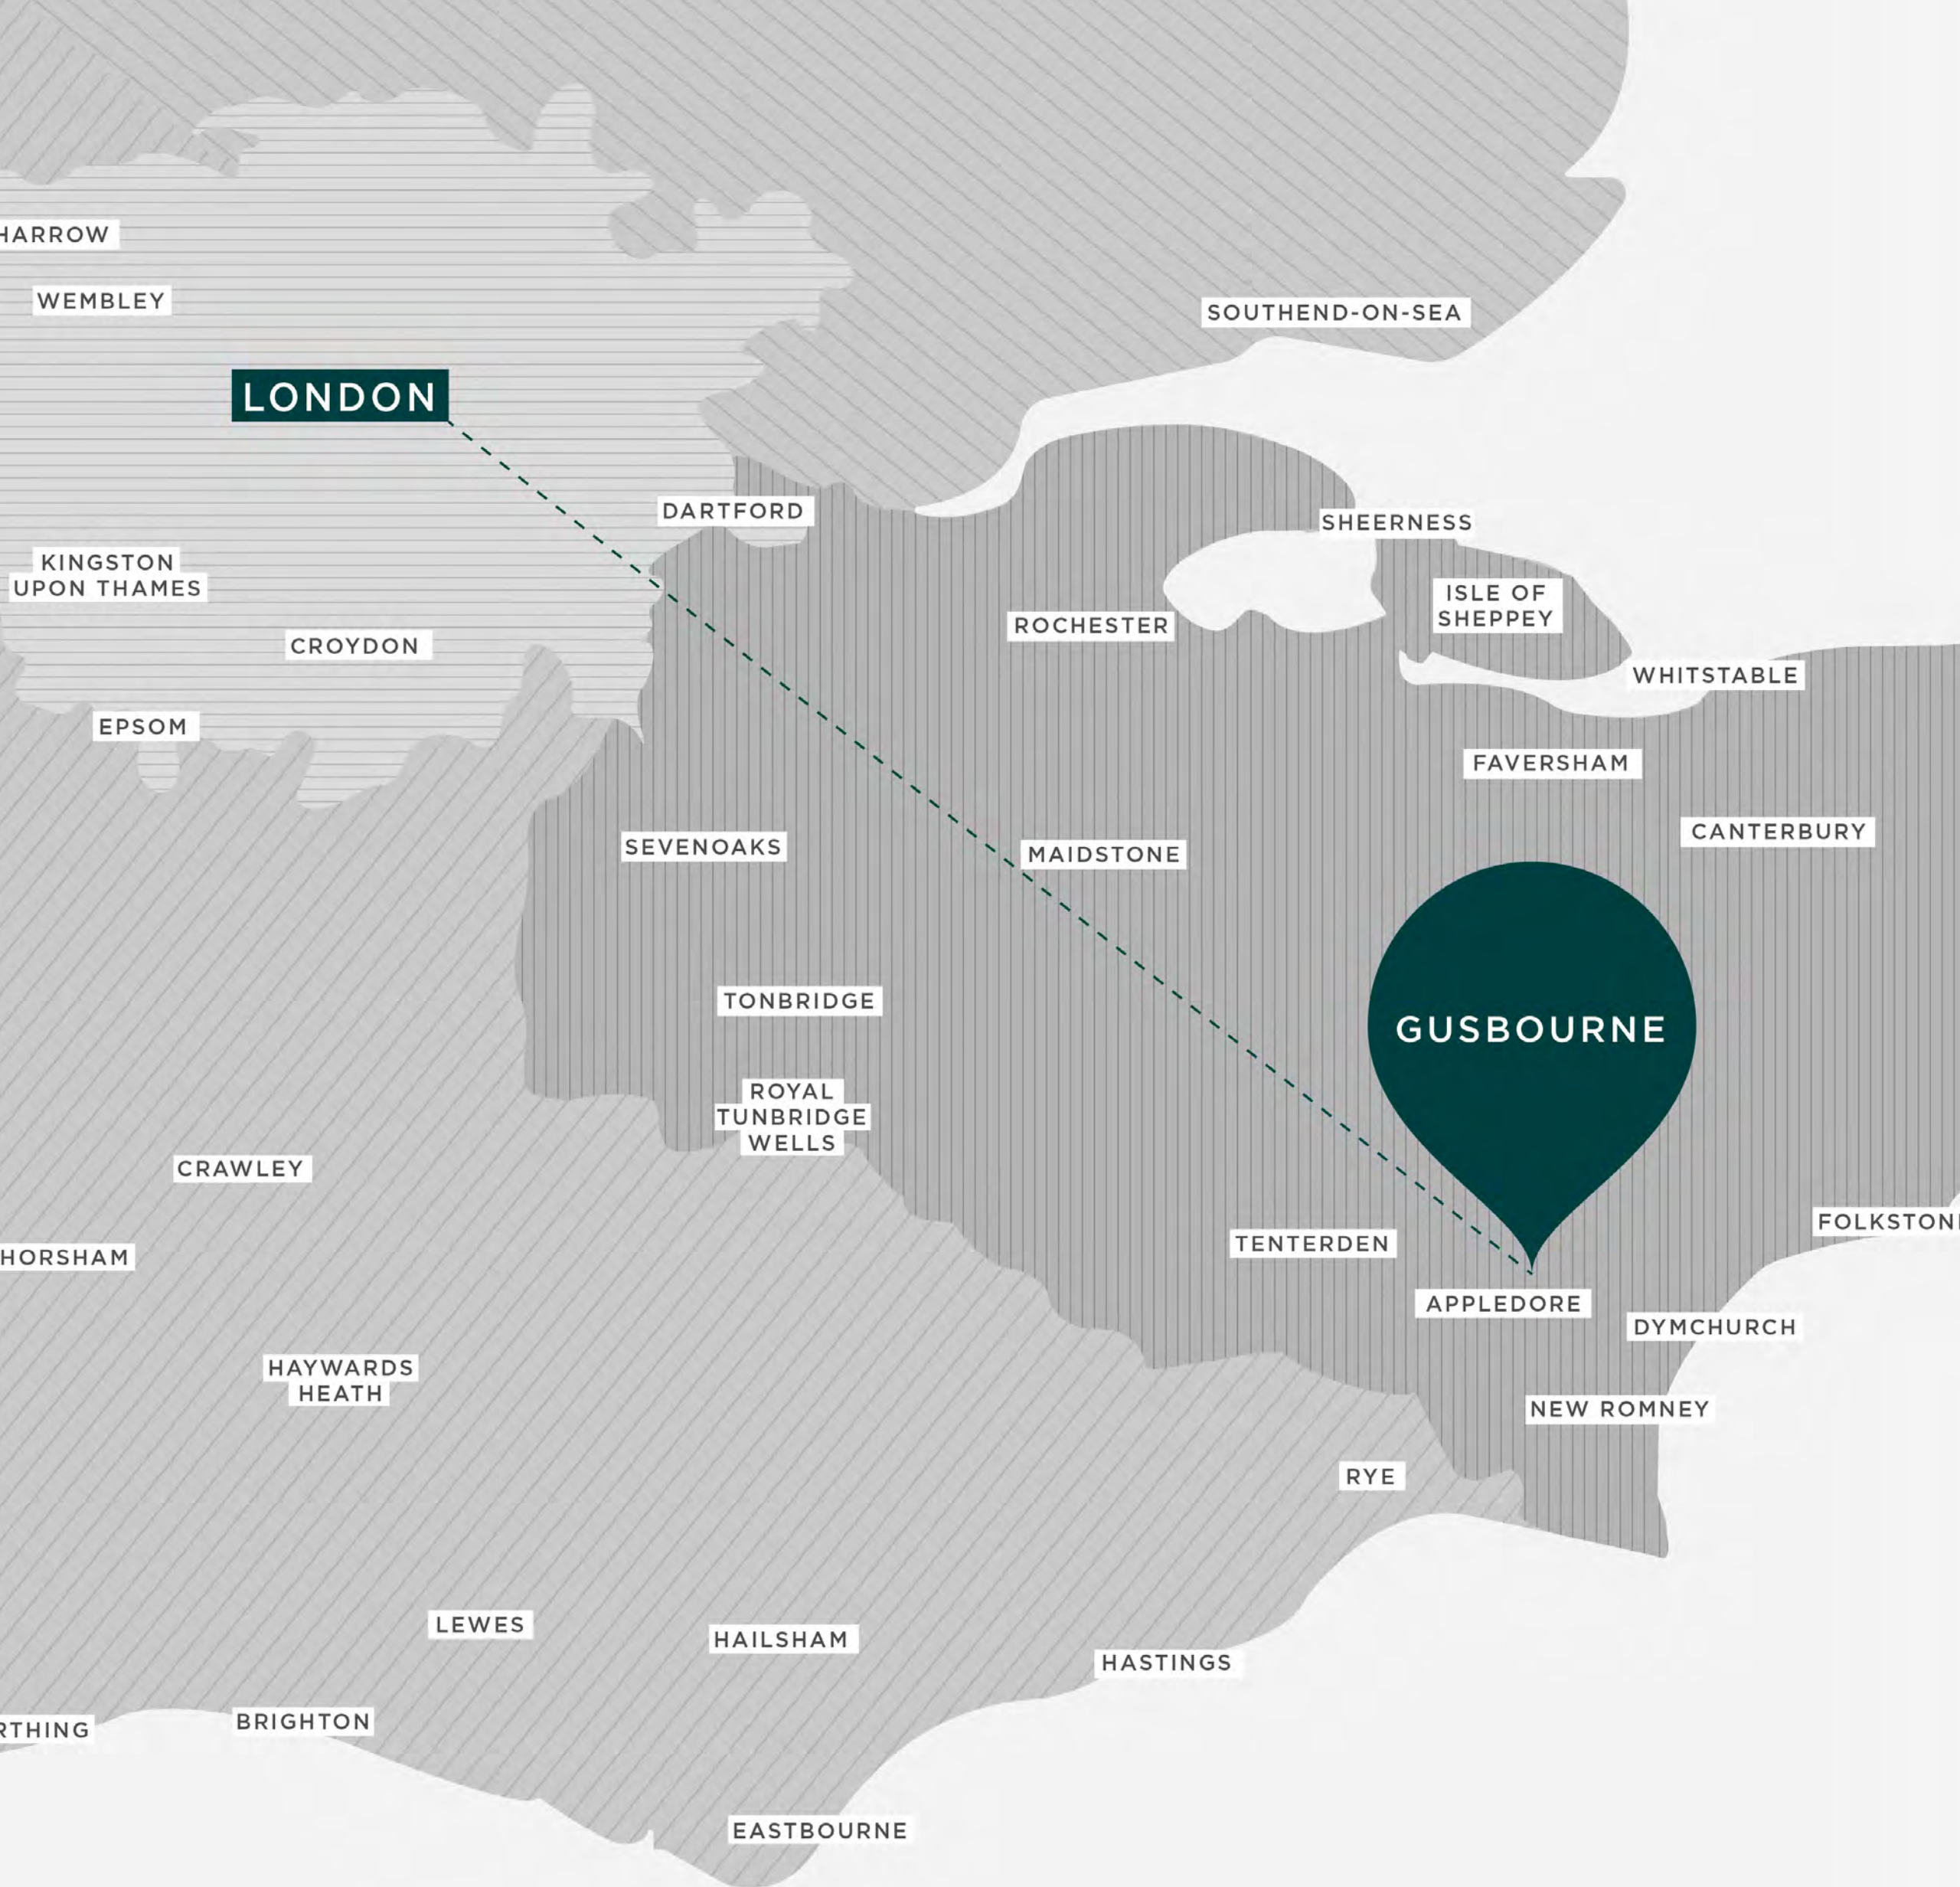 HARROW
WEMBLEY
SOUTHEND-ON-SEA
LONDON
DARTFORD
SHEERNESS
KINGSTON
UPON THAMES
ISLE OF
SHEPPEY
ROCHESTER
CROYDON
WHITSTABLE
EPSOM
FAVERSHAM
CANTERBURY
SEVENOAKS
MAIDSTONE
TONBRIDGE
GUSBOURNE
ROYAL
TUNBRIDGE
WELLS
CRAWLEY
FOLKSTON
TENTERDEN
HORSHAM
APPLEDORE
DYMCHURCH
HAYWARDS
HEATH
NEW ROMNEY
RYE
LEWES
HAILSHAM
HASTINGS
BRIGHTON
RTHING
EASTBOURNE